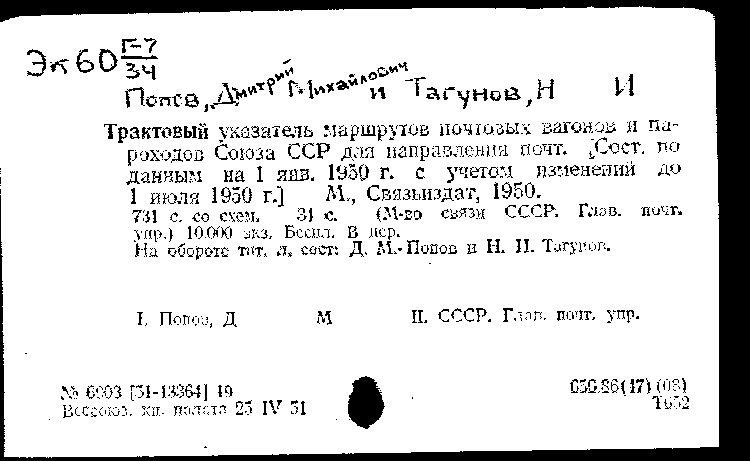 Эк60 Г-7/34
Попов, Дмитрий Михайлович и Тагунов, Н И
Трактовый указатель маршрутов почтовых вагонов и па-
роходов Союза ССР для направления почт. [Сост. по
данным на 1 янв. 1950 г. с учетом изменений до
1 июля 1950 г.] М., Связьиздат, 1950.
731 с. со схем. 31 с. (М-во связи СССР. Глав. почт.
упр.) 10.000 экз. Беспл. В пер.
На обороте тит. л. сост: Д. М. Попов и Н. И. Тагунов.
I. Попов, Д М II. СССР. Глав. почт. упр.
№ 6903 [51-13364] 19
Всесоюз. кн. палата 25 IV 51
656.86(47)(03)
Т652